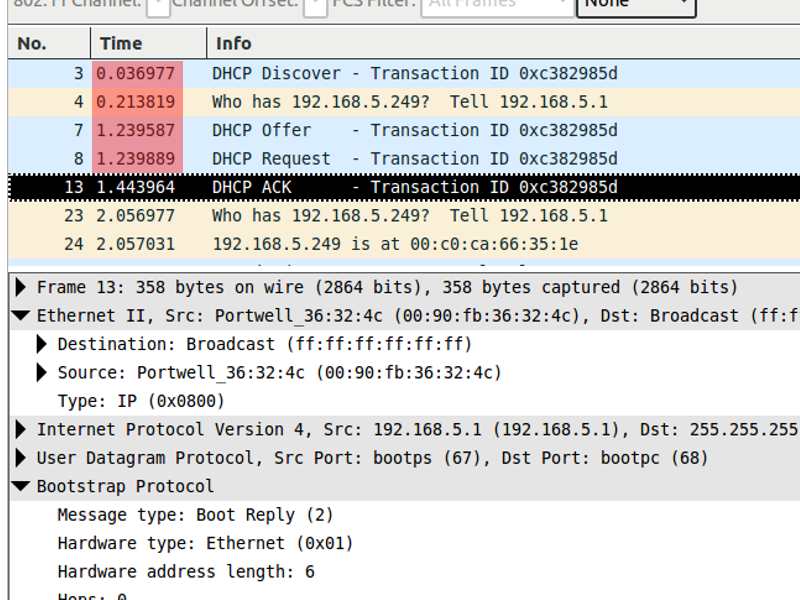 802.11 Channel: Channel Offset: FCS Filter: All Frames None
No. Time Info
3 0.036977 DHCP Discover - Transaction ID 0xc382985d
4 0.213819 Who has 192.168.5.249? Tell 192.168.5.1
7 1.239587 DHCP Offer - Transaction ID 0xc382985d
8 1.239889 DHCP Request - Transaction ID 0xc382985d
13 1.443964 DHCP ACK - Transaction ID 0xc382985d
23 2.056977 Who has 192.168.5.249? Tell 192.168.5.1
24 2.057031 192.168.5.249 is at 00:c0:ca:66:35:1e
Frame 13: 358 bytes on wire (2864 bits), 358 bytes captured (2864 bits)
Ethernet II, Src: Portwell_36:32:4c (00:90:fb:36:32:4c), Dst: Broadcast (ff:f
Destination: Broadcast (ff:ff:ff:ff:ff:ff)
Source: Portwell_36:32:4c (00:90:fb:36:32:4c)
Type: IP (0x0800)
Internet Protocol Version 4, Src: 192.168.5.1 (192.168.5.1), Dst: 255.255.255
User Datagram Protocol, Src Port: bootps (67), Dst Port: bootpc (68)
Bootstrap Protocol
Message type: Boot Reply (2)
Hardware type: Ethernet (0x01)
Hardware address length: 6
Hops: 0